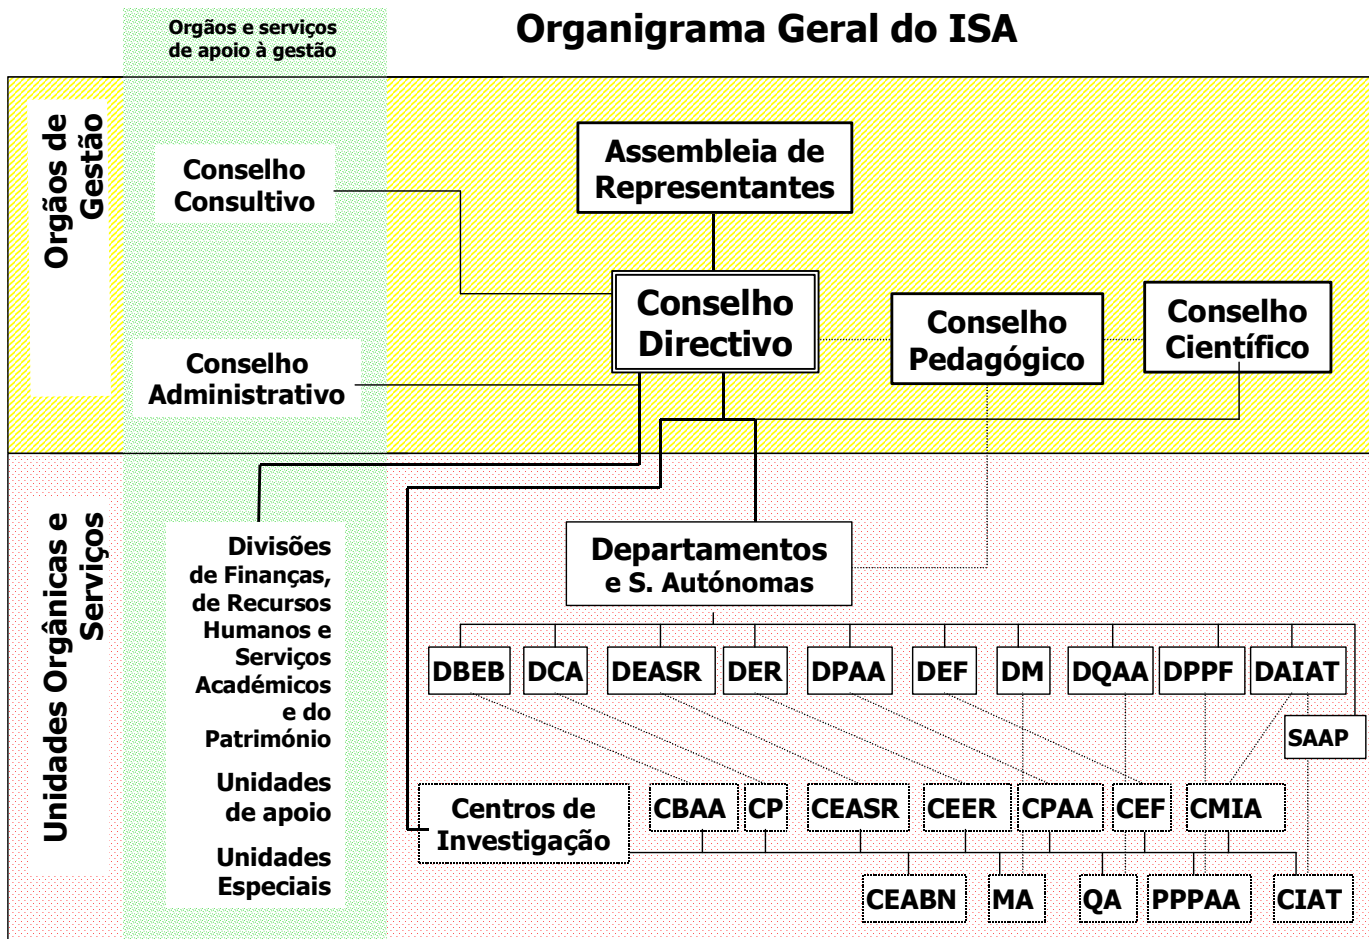 Organigrama Geral do ISA
Orgãos e serviços
de apoio à gestão
Orgãos de
Gestão
Conselho
Consultivo
Assembleia de
Representantes
Conselho
Directivo
Conselho
Pedagógico
Conselho
Científico
Conselho
Administrativo
Unidades Orgânicas e
Serviços
Divisões
de Finanças,
de Recursos
Humanos e
Serviços
Académicos
e do
Património
Unidades
de apoio
Unidades
Especiais
Departamentos
e S. Autónomas
DBEB DCA DEASR DER DPAA DEF DM DQAA DPPF DAIAT
SAAP
Centros de
Investigação
CBAA CP CEASR CEER CPAA CEF CMIA
CEABN MA QA PPPAA CIAT